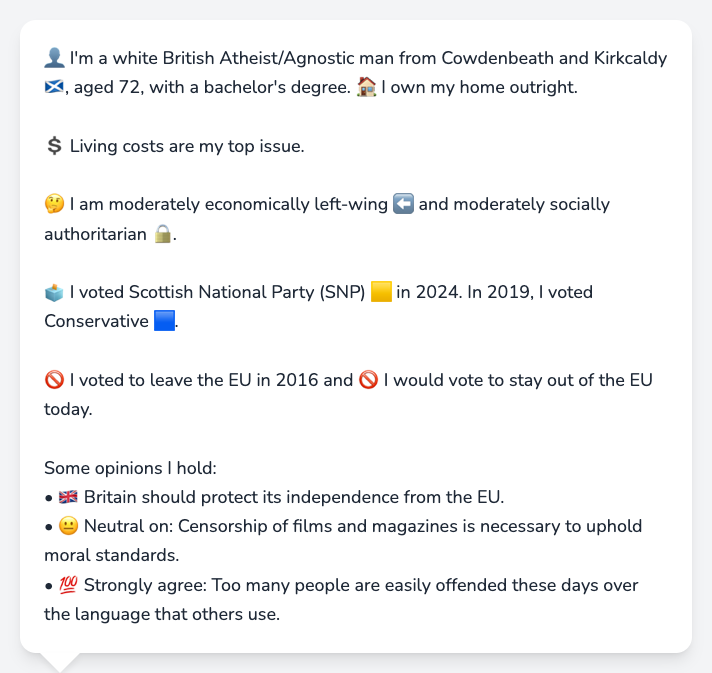 👤 I'm a white British Atheist/Agnostic man from Cowdenbeath and Kirkcaldy
🏴󠁧󠁢󠁳󠁣󠁴󠁿, aged 72, with a bachelor's degree. 🏠 I own my home outright.
💲 Living costs are my top issue.
🤔 I am moderately economically left-wing ⬅️ and moderately socially
authoritarian 🔒.
🗳️ I voted Scottish National Party (SNP) 🟨 in 2024. In 2019, I voted
Conservative 🟦.
🚫 I voted to leave the EU in 2016 and 🚫 I would vote to stay out of the EU
today.
Some opinions I hold:
• 🇬🇧 Britain should protect its independence from the EU.
• 😐 Neutral on: Censorship of films and magazines is necessary to uphold
moral standards.
• 💯 Strongly agree: Too many people are easily offended these days over
the language that others use.